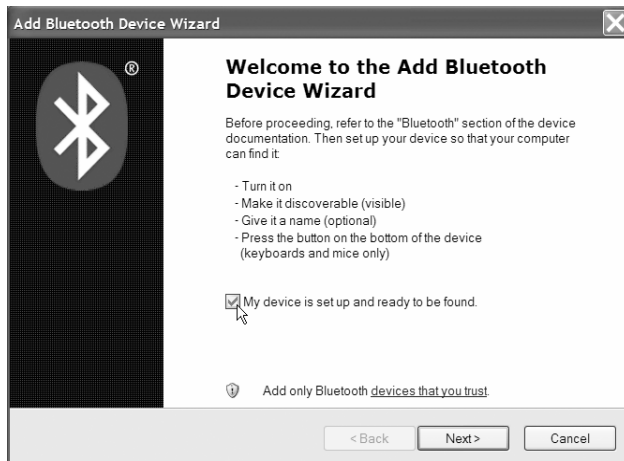 Add Bluetooth Device Wizard
®
Welcome to the Add Bluetooth
Device Wizard
Before proceeding, refer to the "Bluetooth" section of the device
documentation. Then set up your device so that your computer
can find it:
- Turn it on
- Make it discoverable (visible)
- Give it a name (optional)
- Press the button on the bottom of the device
(keyboards and mice only)
My device is set up and ready to be found.
Add only Bluetooth devices that you trust.
< Back Next > Cancel